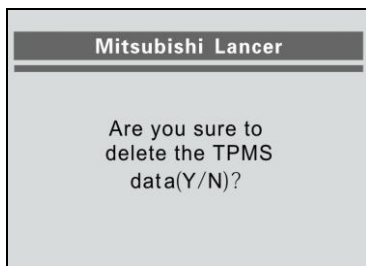 Mitsubishi Lancer
Are you sure to
delete the TPMS
data(Y/N)?